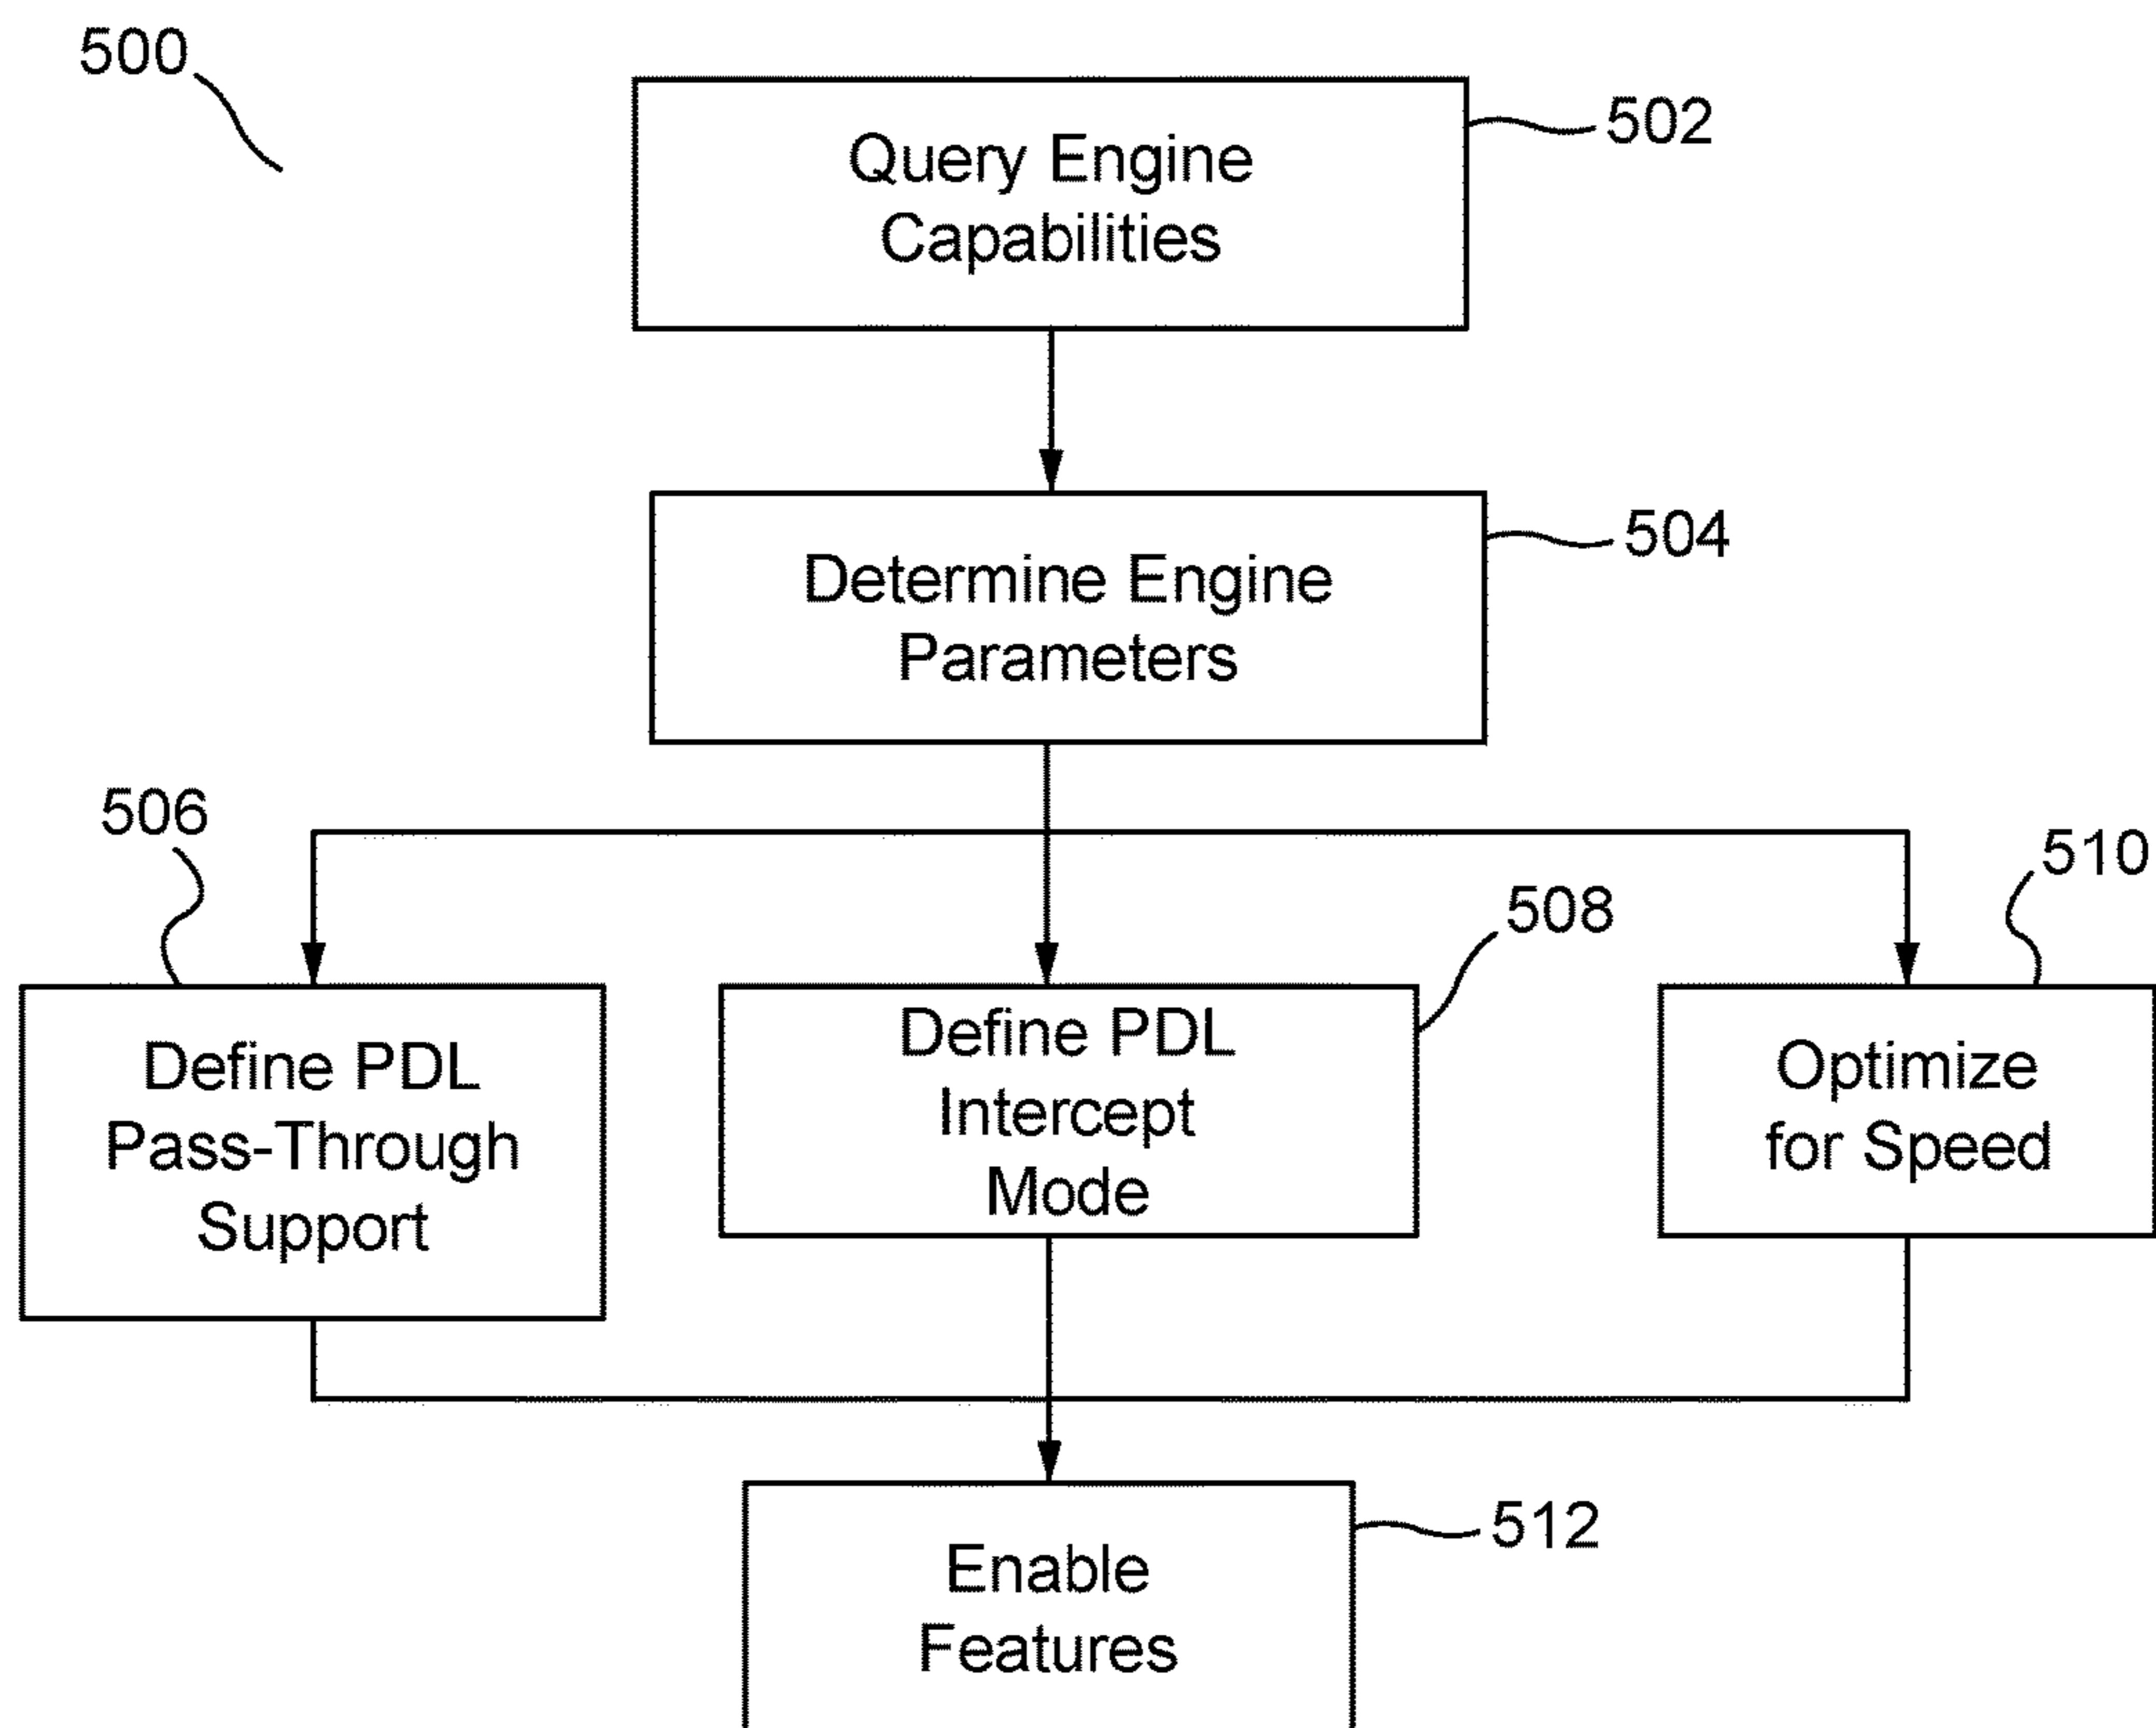 500
502
Query Engine
Capabilities
504
Determine Engine
Parameters
506
508
510
Define PDL
Pass-Through
Support
Define PDL
Intercept
Mode
Optimize
for Speed
512
Enable
Features